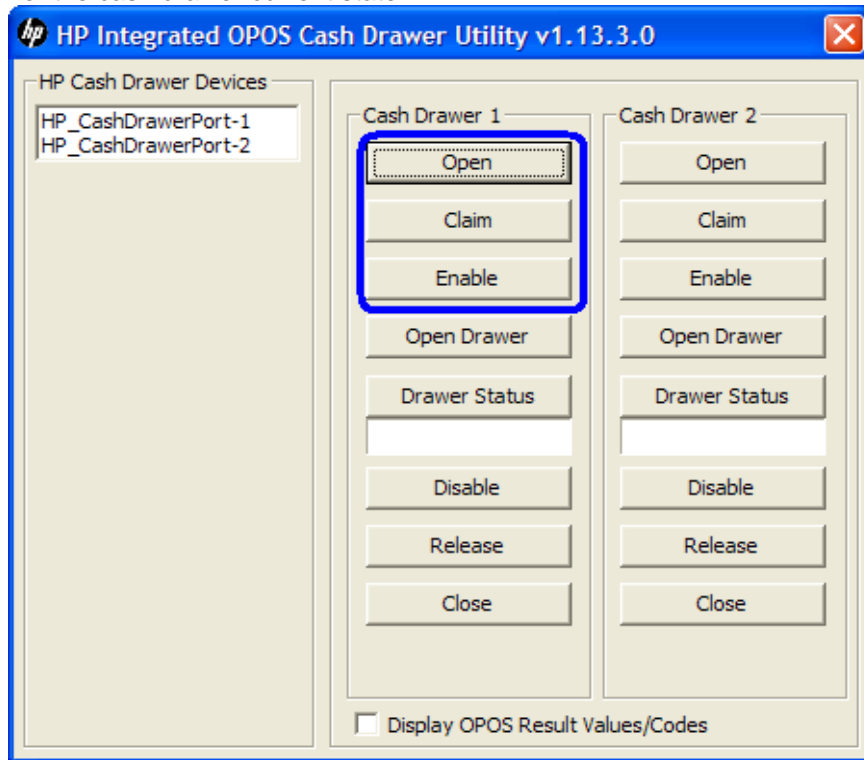 HP Integrated OPOS Cash Drawer Utility v1.13.3.0
HP Cash Drawer Devices
HP_CashDrawerPort-1
HP_CashDrawerPort-2
Cash Drawer 1
Open
Claim
Enable
Open Drawer
Drawer Status
Disable
Release
Close
Cash Drawer 2
Open
Claim
Enable
Open Drawer
Drawer Status
Disable
Release
Close
Display OPOS Result Values/Codes